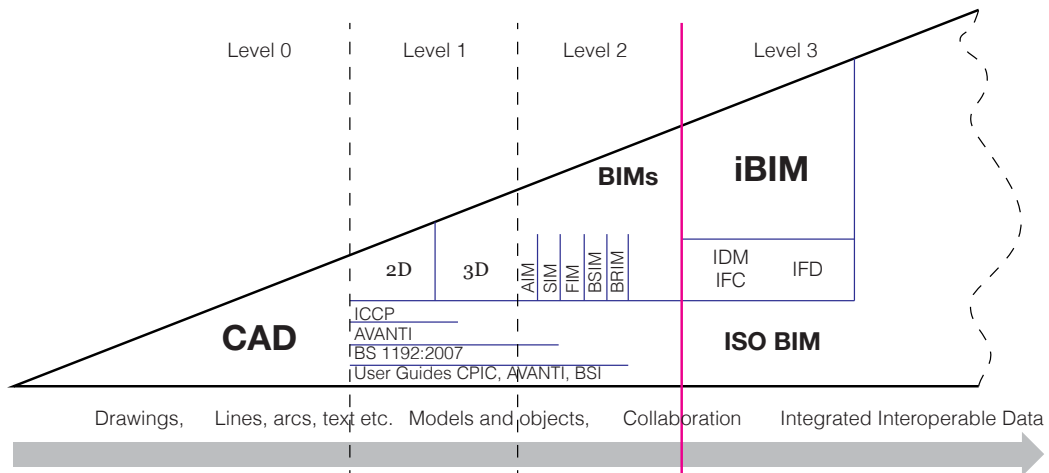 Level 0 Level 1 Level 2 Level 3
BIMs iBIM
2D 3D AIM SIM FIM BSIM BRIM IDM IFD
IFC
ICCP
CAD AVANTI ISO BIM
BS 1192:2007
User Guides CPIC, AVANTI, BSI
Drawings, Lines, arcs, text etc. Models and objects, Collaboration Integrated Interoperable Data